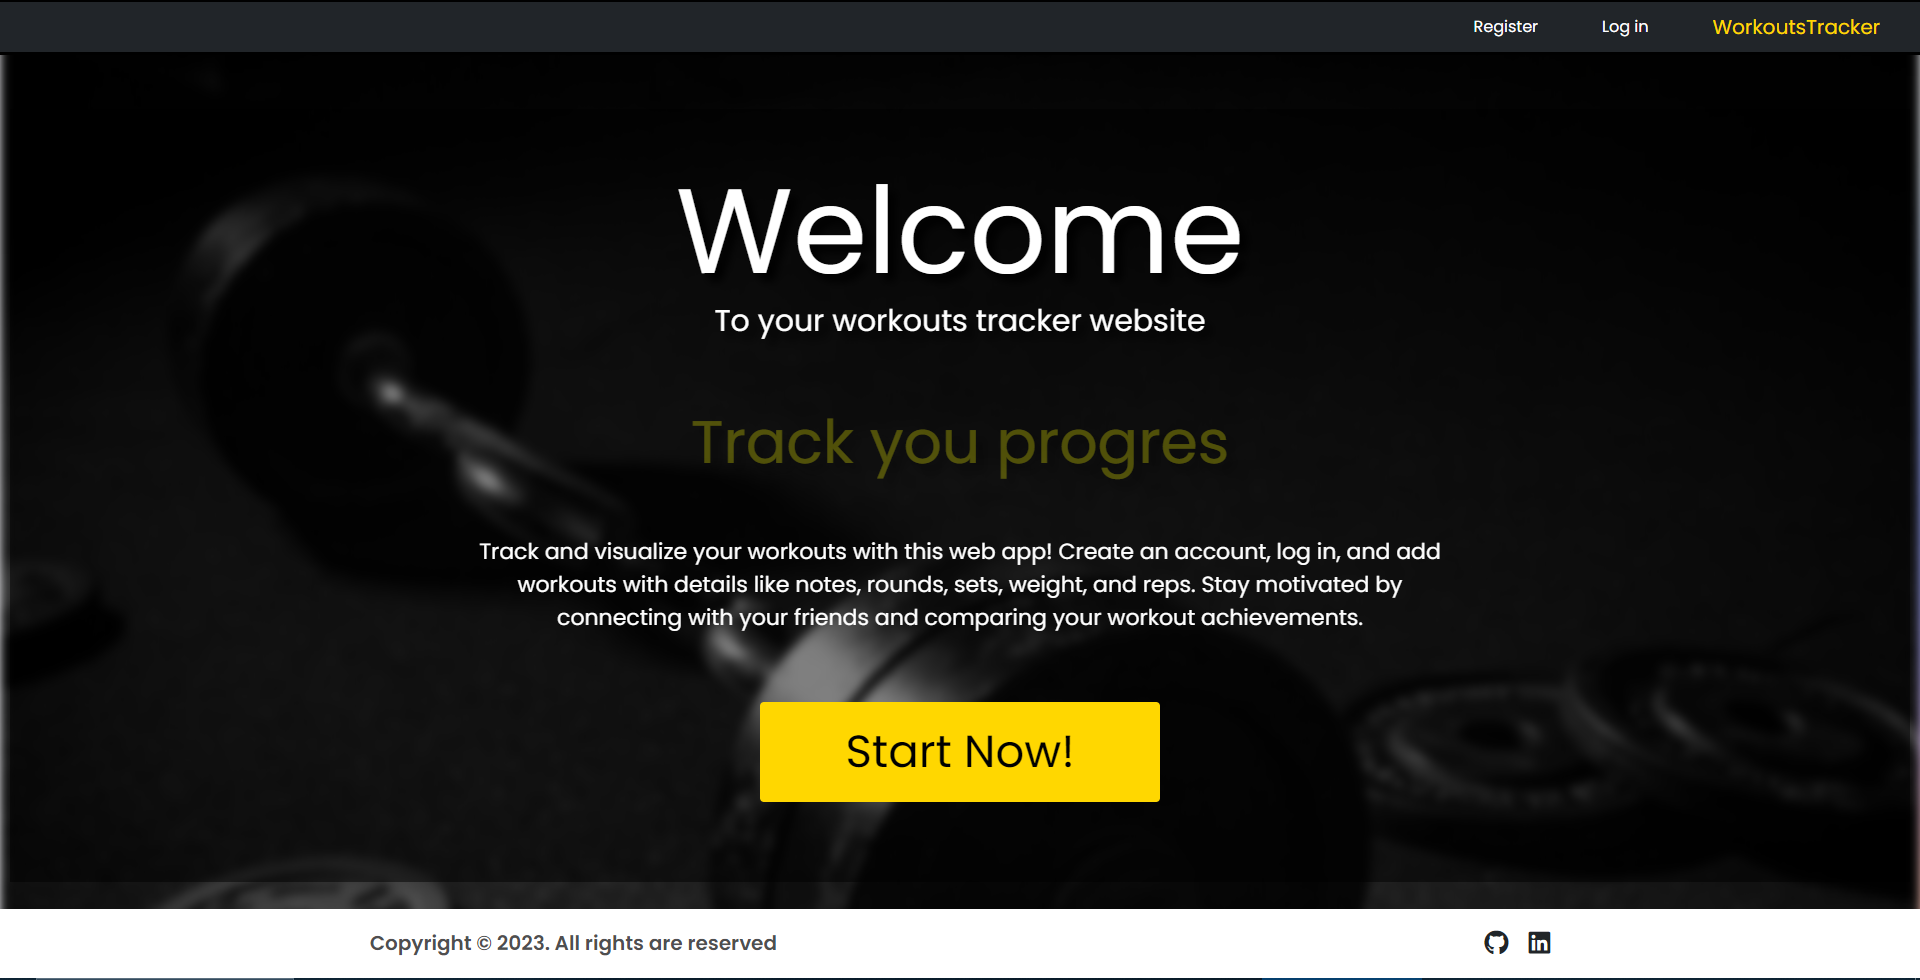 Register
Log in
WorkoutsTracker
Welcome
To your workouts tracker website
Track you progres
Track and visualize your workouts with this web app! Create an account, log in, and add
workouts with details like notes, rounds, sets, weight, and reps. Stay motivated by
connecting with your friends and comparing your workout achievements.
Start Now!
Copyright © 2023. All rights are reserved
in